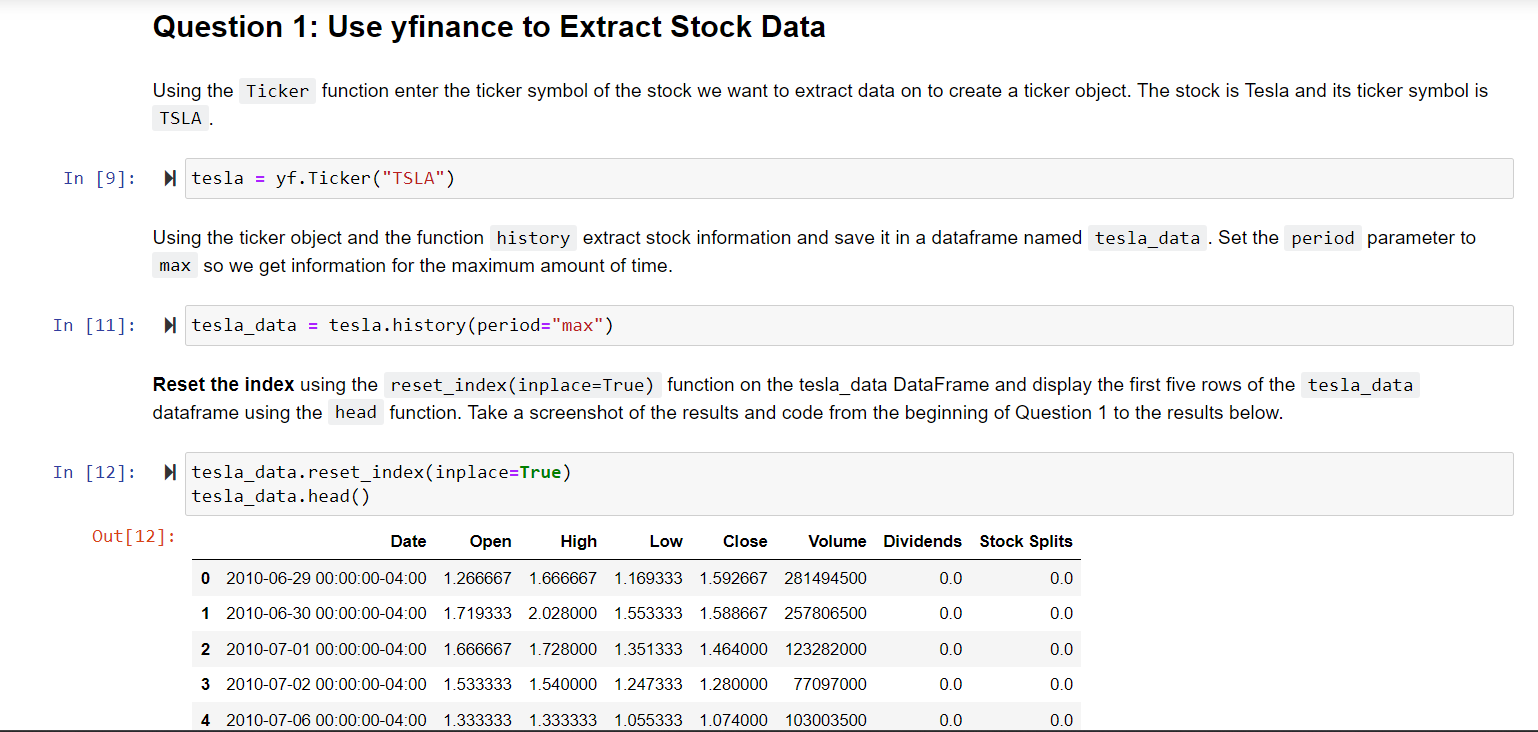 Question 1: Use yfinance to Extract Stock Data
Using the Ticker function enter the ticker symbol of the stock we want to extract data on to create a ticker object. The stock is Tesla and its ticker symbol is
TSLA .
In [9]: tesla = yf.Ticker("TSLA")
Using the ticker object and the function history extract stock information and save it in a dataframe named tesla_data . Set the period parameter to
max so we get information for the maximum amount of time.
In [11]: tesla_data = tesla.history(period="max")
Reset the index using the reset_index(inplace=True) function on the tesla_data DataFrame and display the first five rows of the tesla_data
dataframe using the head function. Take a screenshot of the results and code from the beginning of Question 1 to the results below.
In [12]: tesla_data.reset_index(inplace=True)
tesla_data.head()
Out[12]:
Date Open High Low Close Volume Dividends Stock Splits
0 2010-06-29 00:00:00-04:00 1.266667 1.666667 1.169333 1.592667 281494500 0.0 0.0
1 2010-06-30 00:00:00-04:00 1.719333 2.028000 1.553333 1.588667 257806500 0.0 0.0
2 2010-07-01 00:00:00-04:00 1.666667 1.728000 1.351333 1.464000 123282000 0.0 0.0
3 2010-07-02 00:00:00-04:00 1.533333 1.540000 1.247333 1.280000 77097000 0.0 0.0
4 2010-07-06 00:00:00-04:00 1.333333 1.333333 1.055333 1.074000 103003500 0.0 0.0